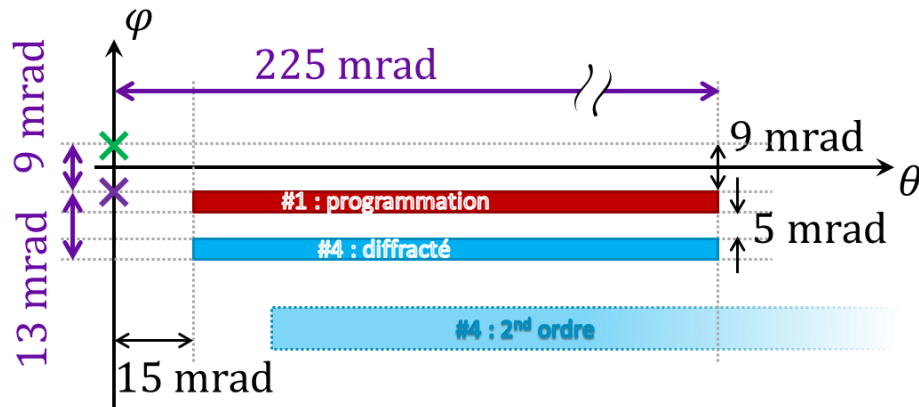 φ
225 mrad
9 mrad
9 mrad
θ
#1 : programmation
5 mrad
#4 : diffracté
13 mrad
#4 : 2nd ordre
15 mrad